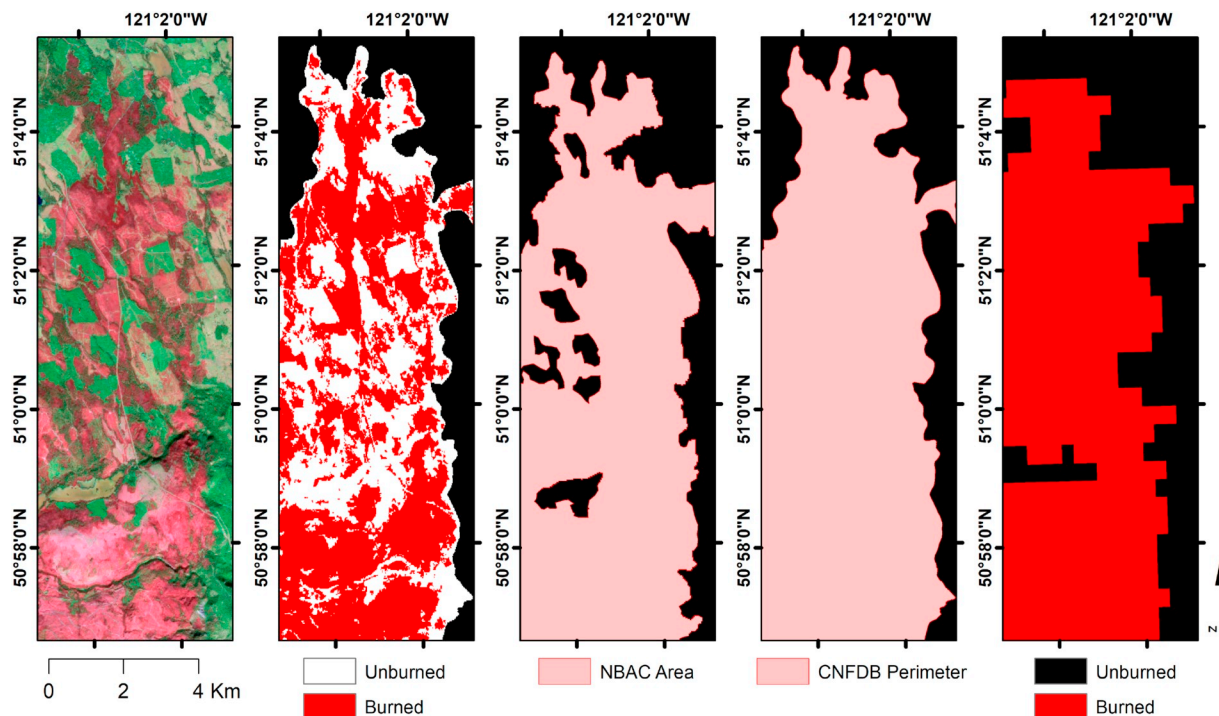 121°2'0"W 121°2'0"W 121°2'0"W 121°2'0"W 121°2'0"W
51°4'0"N 51°4'0"N 51°4'0"N 51°4'0"N
51°2'0"N 51°2'0"N 51°2'0"N 51°2'0"N
51°0'0"N 51°0'0"N 51°0'0"N 51°0'0"N
50°58'0"N 50°58'0"N 50°58'0"N 50°58'0"N
z
0 2 4 Km
Unburned
Burned
NBAC Area
CNFDB Perimeter
Unburned
Burned